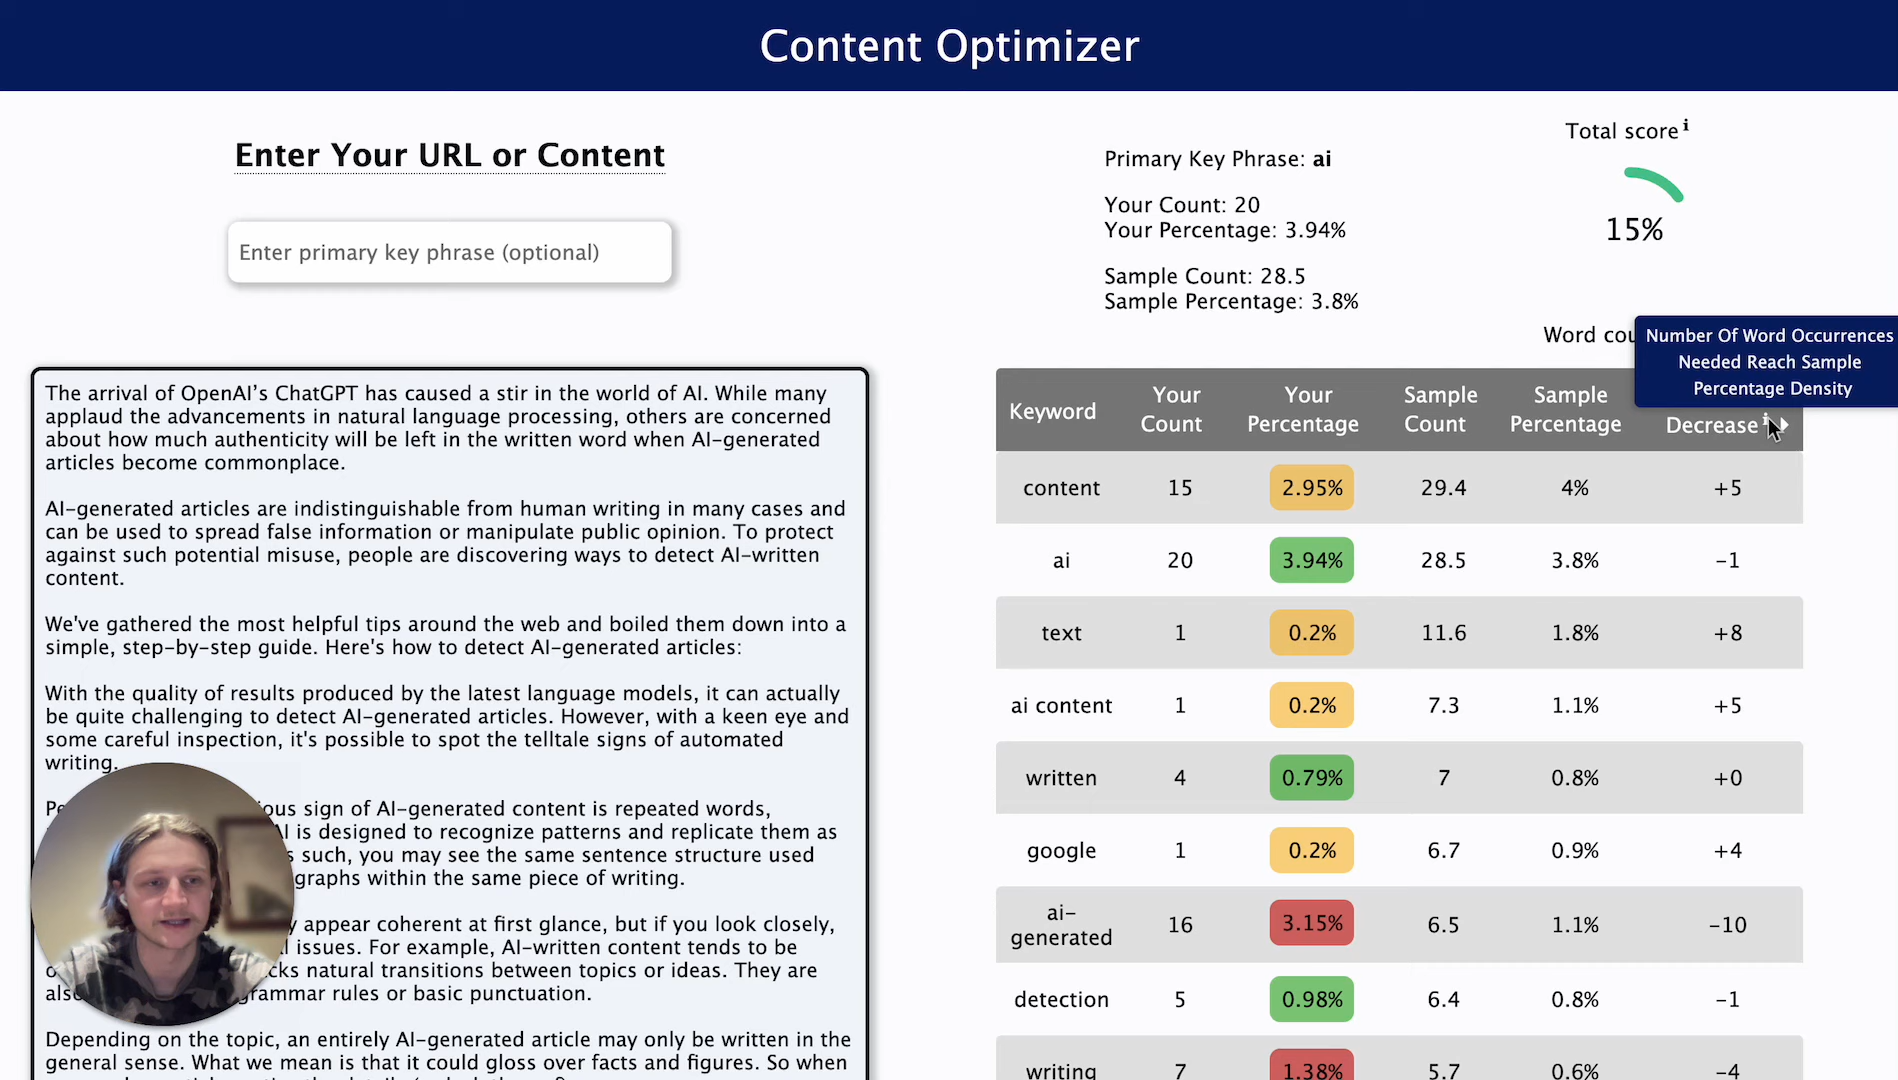 Content Optimizer
Enter Your URL or Content
Enter primary key phrase (optional)
The arrival of OpenAI’s ChatGPT has caused a stir in the world of AI. While many
applaud the advancements in natural language processing, others are concerned
about how much authenticity will be left in the written word when AI-generated
articles become commonplace.
AI-generated articles are indistinguishable from human writing in many cases and
can be used to spread false information or manipulate public opinion. To protect
against such potential misuse, people are discovering ways to detect AI-written
content.
We've gathered the most helpful tips around the web and boiled them down into a
simple, step-by-step guide. Here's how to detect AI-generated articles:
With the quality of results produced by the latest language models, it can actually
be quite challenging to detect AI-generated articles. However, with a keen eye and
some careful inspection, it's possible to spot the telltale signs of automated
writing.
sign of AI-generated content is repeated words,
is designed to recognize patterns and replicate them as
such, you may see the same sentence structure used
within the same piece of writing.
appear coherent at first glance, but if you look closely,
issues. For example, AI-written content tends to be
natural transitions between topics or ideas. They are
grammar rules or basic punctuation.
Depending on the topic, an entirely AI-generated article may only be written in the
general sense. What we mean is that it could gloss over facts and figures. So when
Primary Key Phrase: ai
Your Count: 20
Your Percentage: 3.94%
Sample Count: 28.5
Sample Percentage: 3.8%
Total score i
15%
Word
Number Of Word Occurrences
Needed Reach Sample
Percentage Density
Keyword Your Count Your Percentage Sample Count Sample Percentage Decrease
content 15 2.95% 29.4 4% +5
ai 20 3.94% 28.5 3.8% -1
text 1 0.2% 11.6 1.8% +8
ai content 1 0.2% 7.3 1.1% +5
written 4 0.79% 7 0.8% +0
google 1 0.2% 6.7 0.9% +4
ai-generated 16 3.15% 6.5 1.1% -10
detection 5 0.98% 6.4 0.8% -1
writing 7 1.38% 5.7 0.6% -4